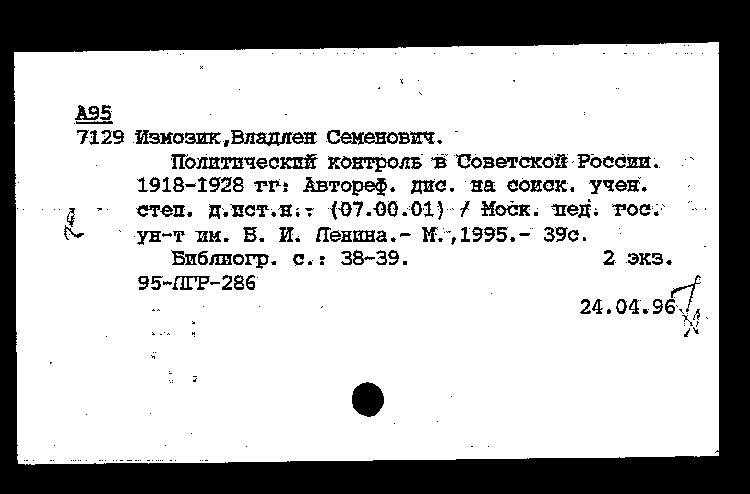 А95
7129 Измозик,Владлен Семенович.
Политический контроль в Советской России.
1918-1928 гг: Автореф. дис. на соиск. учен.
степ. д.ист.н.: (07.00.01) / Моск. пед. гос.
ун-т им. В. И. Ленина.- М.,1995.- 39с.
Библиогр. с.: 38-39. 2 экз.
95-ЛГР-286
24.04.96